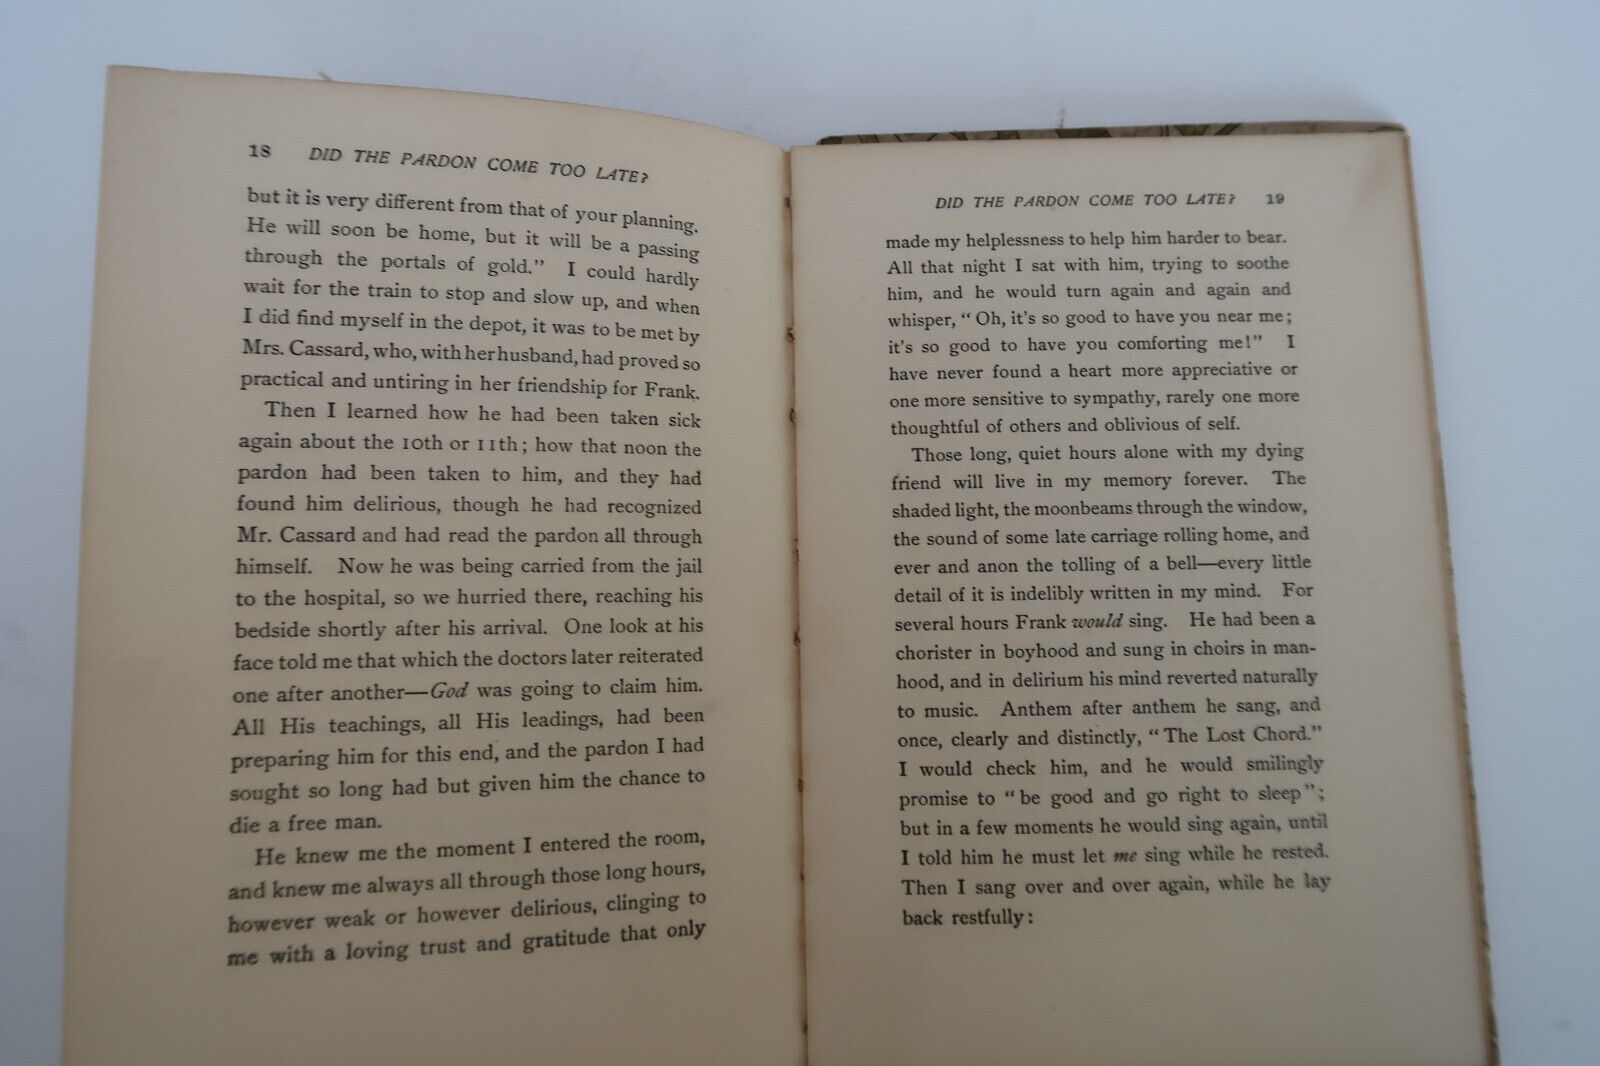 18 DID THE PARDON COME TOO LATE?
but it is very different from that of your planning.
He will soon be home, but it will be a passing
through the portals of gold." I could hardly
wait for the train to stop and slow up, and when
I did find myself in the depot, it was to be met by
Mrs. Cassard, who, with her husband, had proved so
practical and untiring in her friendship for Frank.
Then I learned how he had been taken sick
again about the 10th or 11th; how that noon the
pardon had been taken to him, and they had
found him delirious, though he had recognized
Mr. Cassard and had read the pardon all through
himself. Now he was being carried from the jail
to the hospital, so we hurried there, reaching his
bedside shortly after his arrival. One look at his
face told me that which the doctors later reiterated
one after another—God was going to claim him.
All His teachings, all His leadings, had been
preparing him for this end, and the pardon I had
sought so long had but given him the chance to
die a free man.
He knew me the moment I entered the room,
and knew me always all through those long hours,
however weak or however delirious, clinging to
me with a loving trust and gratitude that only
DID THE PARDON COME TOO LATE? 19
made my helplessness to help him harder to bear.
All that night I sat with him, trying to soothe
him, and he would turn again and again and
whisper, "Oh, it's so good to have you near me;
it's so good to have you comforting me!" I
have never found a heart more appreciative or
one more sensitive to sympathy, rarely one more
thoughtful of others and oblivious of self.
Those long, quiet hours alone with my dying
friend will live in my memory forever. The
shaded light, the moonbeams through the window,
the sound of some late carriage rolling home, and
ever and anon the tolling of a bell—every little
detail of it is indelibly written in my mind. For
several hours Frank would sing. He had been a
chorister in boyhood and sung in choirs in man-
hood, and in delirium his mind reverted naturally
to music. Anthem after anthem he sang, and
once, clearly and distinctly, "The Lost Chord."
I would check him, and he would smilingly
promise to "be good and go right to sleep";
but in a few moments he would sing again, until
I told him he must let me sing while he rested.
Then I sang over and over again, while he lay
back restfully: